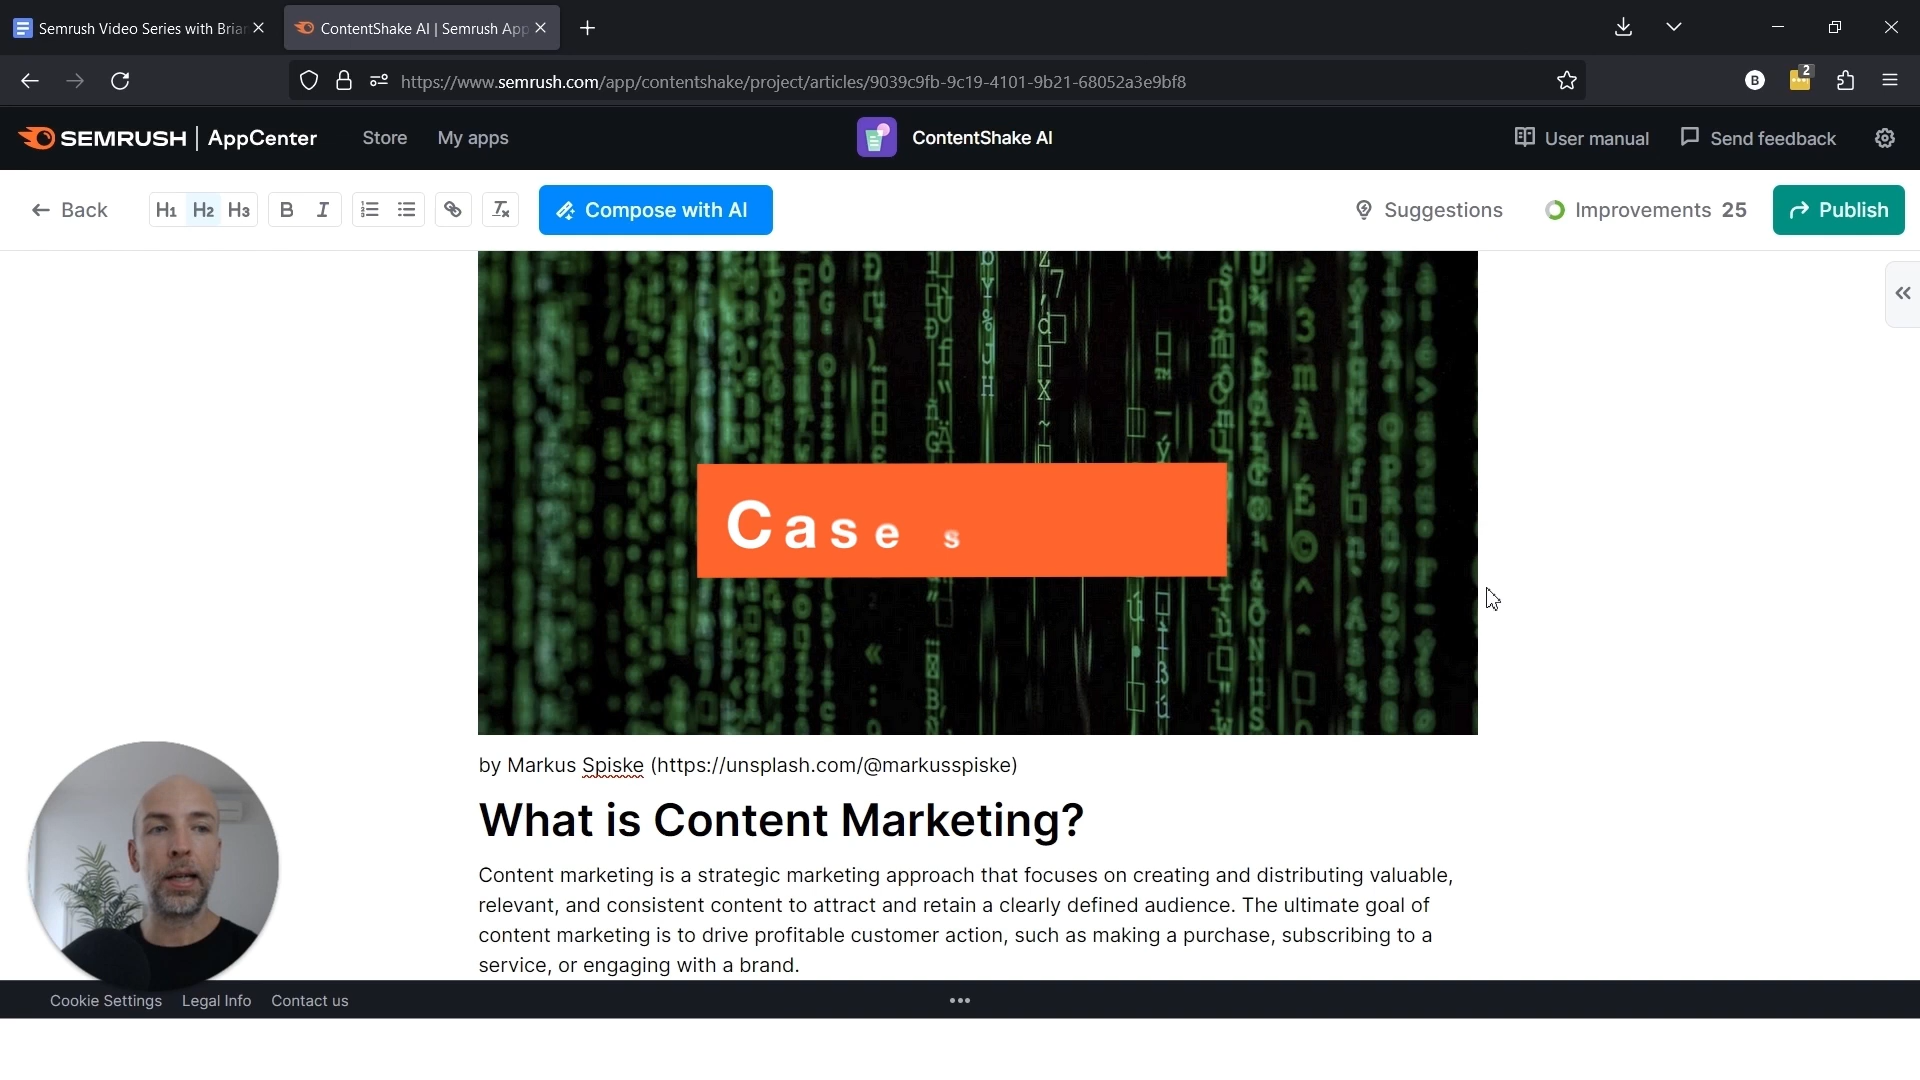 Semrush Video Series with Bria
ContentShake AI | Semrush App
https://www.semrush.com/app/contentshake/project/articles/9039c9fb-9c19-4101-9b21-68052a3e9bf8
B
2
SEMRUSH | AppCenter
Store
My apps
ContentShake AI
User manual
Send feedback
Back
H1
H2
H3
B
I
Compose with AI
Suggestions
Improvements 25
Publish
Case s
by Markus Spiske (https://unsplash.com/@markusspiske)
What is Content Marketing?
Content marketing is a strategic marketing approach that focuses on creating and distributing valuable,
relevant, and consistent content to attract and retain a clearly defined audience. The ultimate goal of
content marketing is to drive profitable customer action, such as making a purchase, subscribing to a
service, or engaging with a brand.
Cookie Settings
Legal Info
Contact us